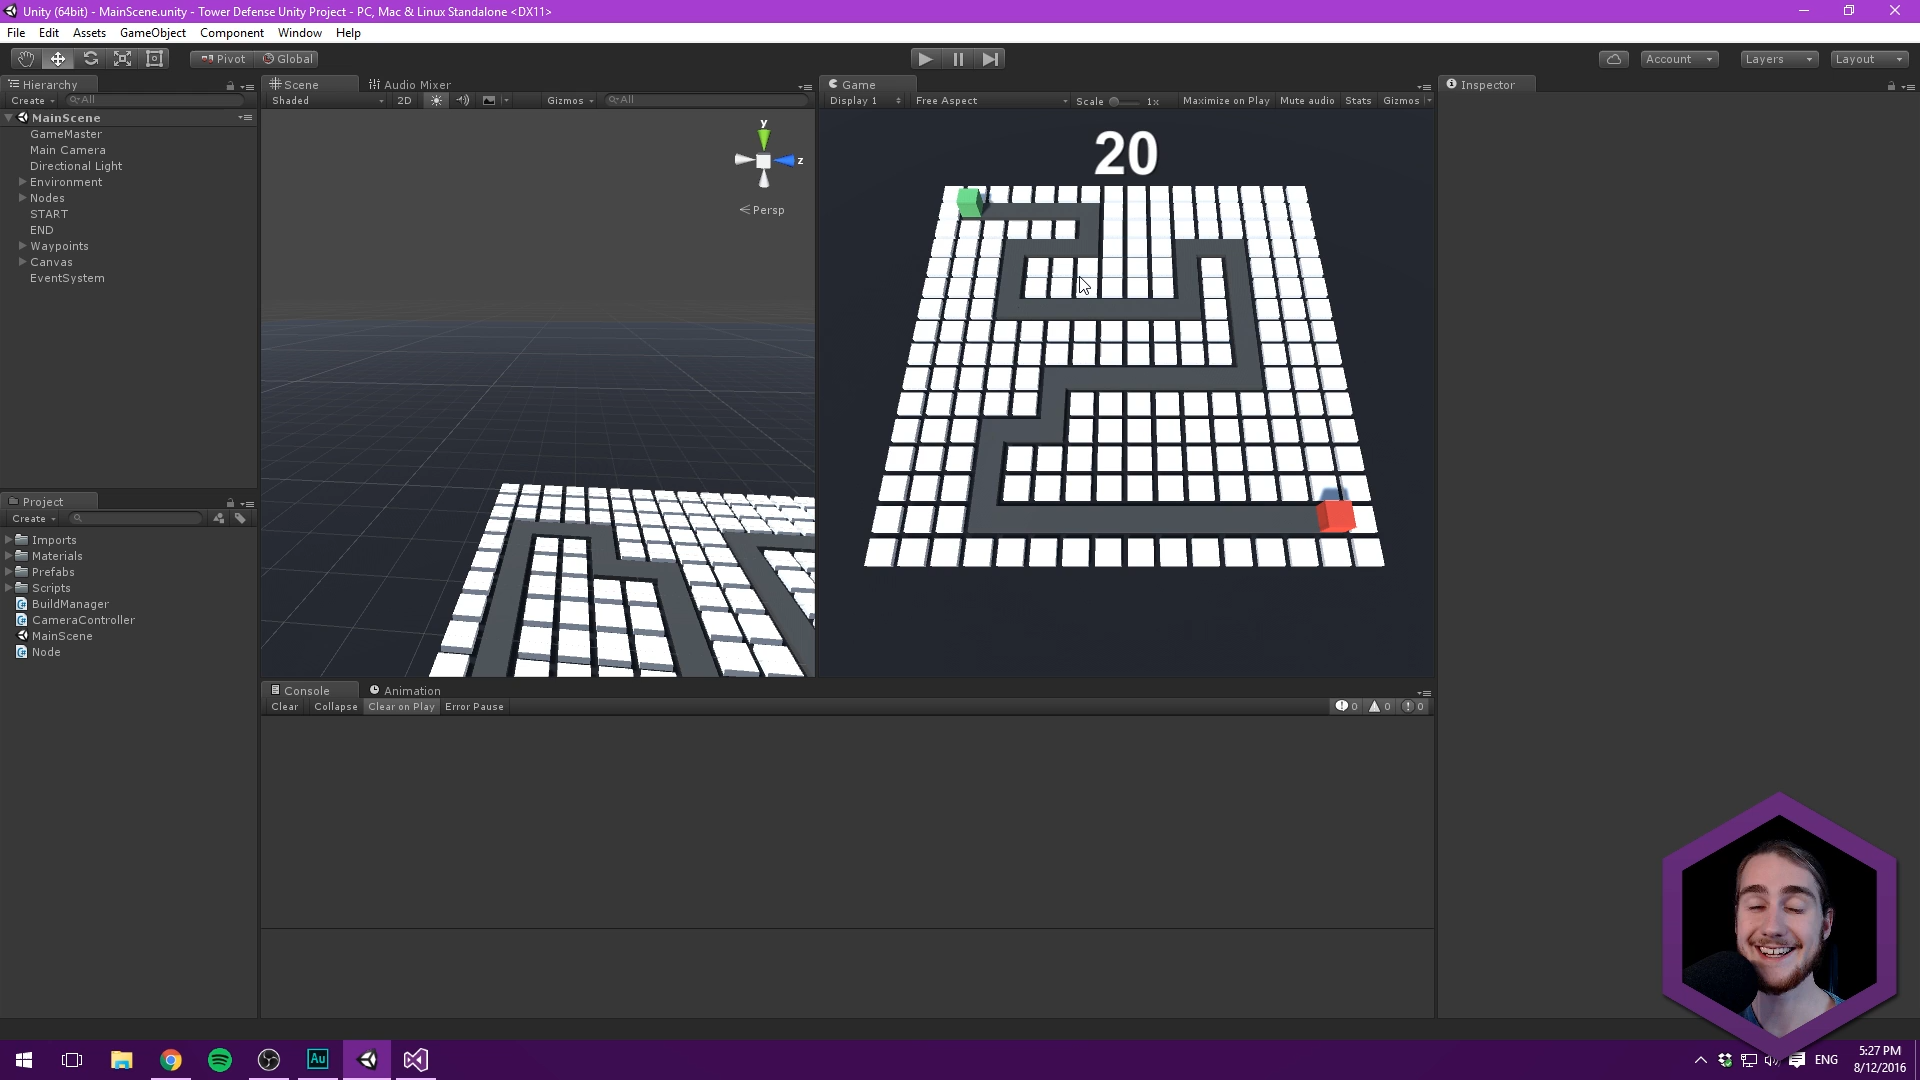 Unity (64bit) - MainScene.unity - Tower Defense Unity Project - PC, Mac & Linux Standalone <DX11>
File Edit Assets GameObject Component Window Help
Pivot Global Account Layers Layout
Hierarchy
Create All
MainScene
GameMaster
Main Camera
Directional Light
Environment
Nodes
START
END
Waypoints
Canvas
EventSystem
Scene Audio Mixer
Shaded 2D Gizmos All
y
z
Persp
Game
Display 1 Free Aspect Scale 1x Maximize on Play Mute audio Stats Gizmos
20
Inspector
Project
Create
Imports
Materials
Prefabs
Scripts
BuildManager
CameraController
MainScene
Node
Console Animation
Clear Collapse Clear on Play Error Pause 0 0 0
Au
ENG
5:27 PM
8/12/2016